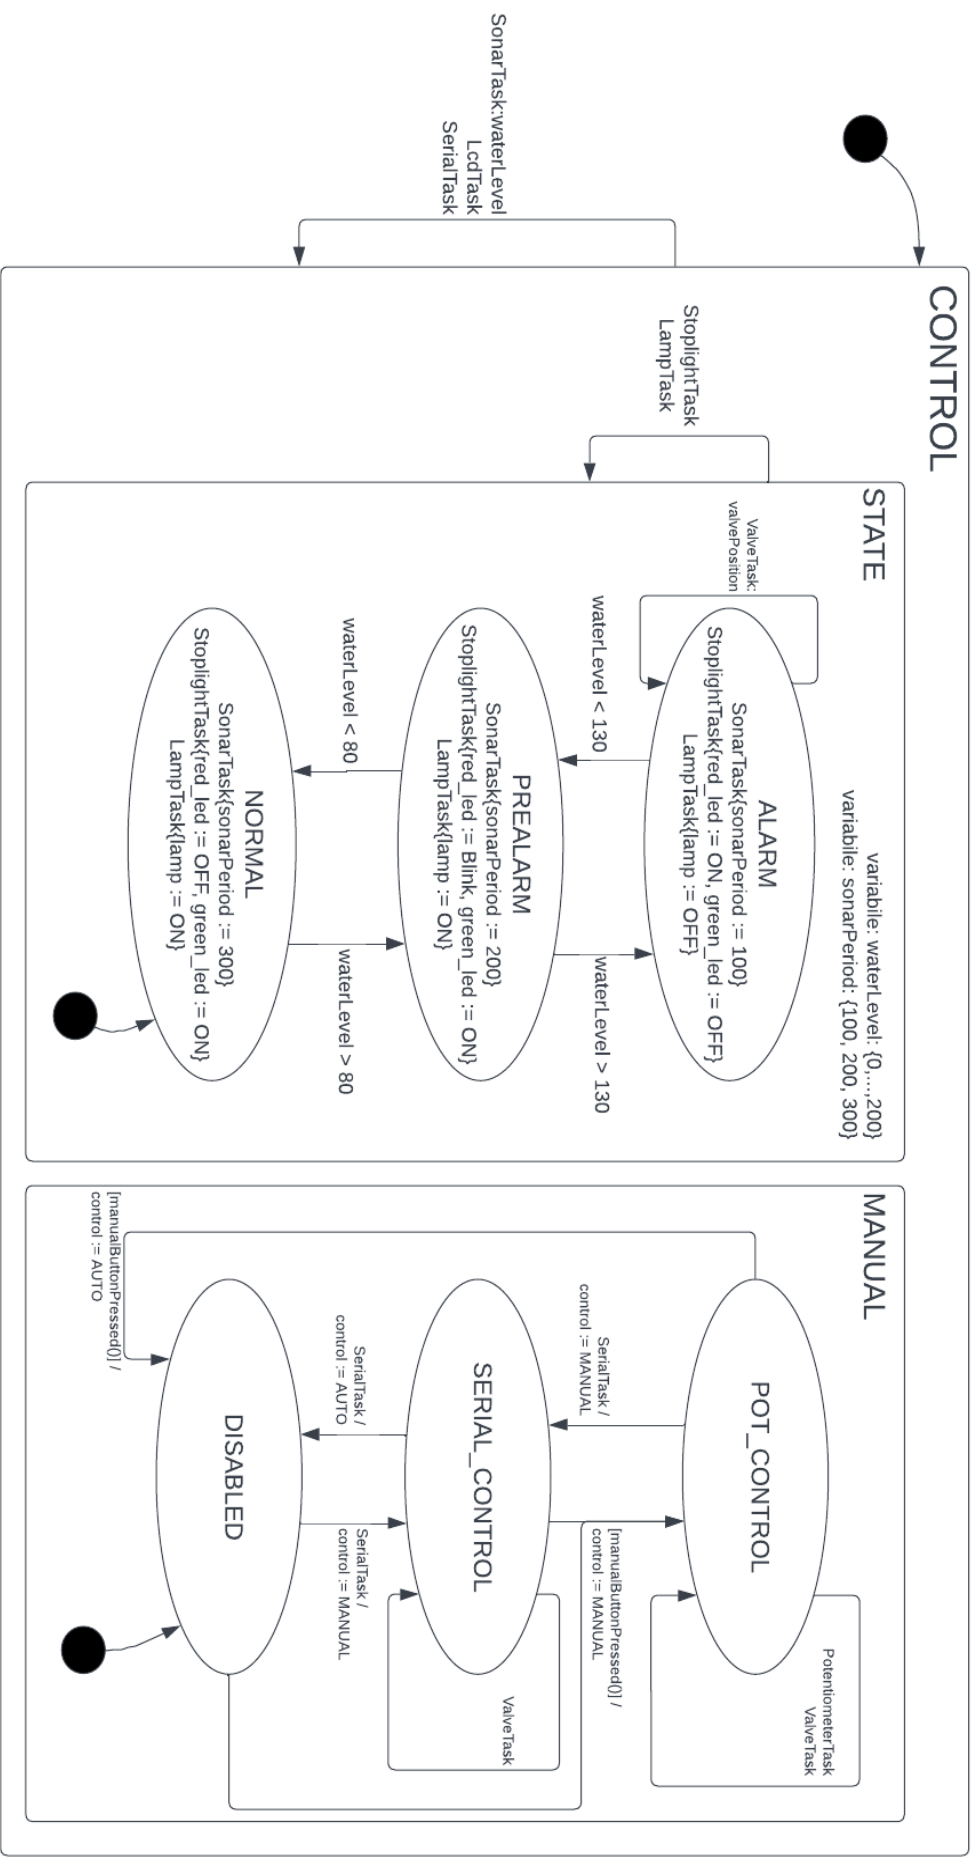 CONTROL
SonarTask:waterLevel
LcdTask
SerialTask
STATE
variabile: waterLevel: {0,...,200}
variabile: sonarPeriod: {100, 200, 300}
StoplightTask
LampTask
ValveTask:
valvePosition
ALARM
SonarTask{sonarPeriod := 100}
StoplightTask{red_led := ON, green_led := OFF}
LampTask{lamp := OFF}
waterLevel < 130
waterLevel > 130
PREALARM
SonarTask{sonarPeriod := 200}
StoplightTask{red_led := Blink, green_led := ON}
LampTask{lamp := ON}
waterLevel < 80
waterLevel > 80
NORMAL
SonarTask{sonarPeriod := 300}
StoplightTask{red_led := OFF, green_led := ON}
LampTask{lamp := ON}
MANUAL
POT_CONTROL
PotentiometerTask
ValveTask
SerialTask /
control := MANUAL
[manualButtonPressed()] /
control := MANUAL
SERIAL_CONTROL
ValveTask
SerialTask /
control := AUTO
SerialTask /
control := MANUAL
DISABLED
[manualButtonPressed()] /
control := AUTO